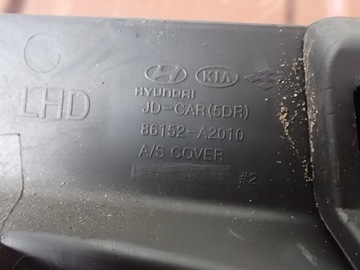 KIA
HYUNDAI
LHD
JD-CAR(5DR)
86152-A2010
A/S COVER
#2